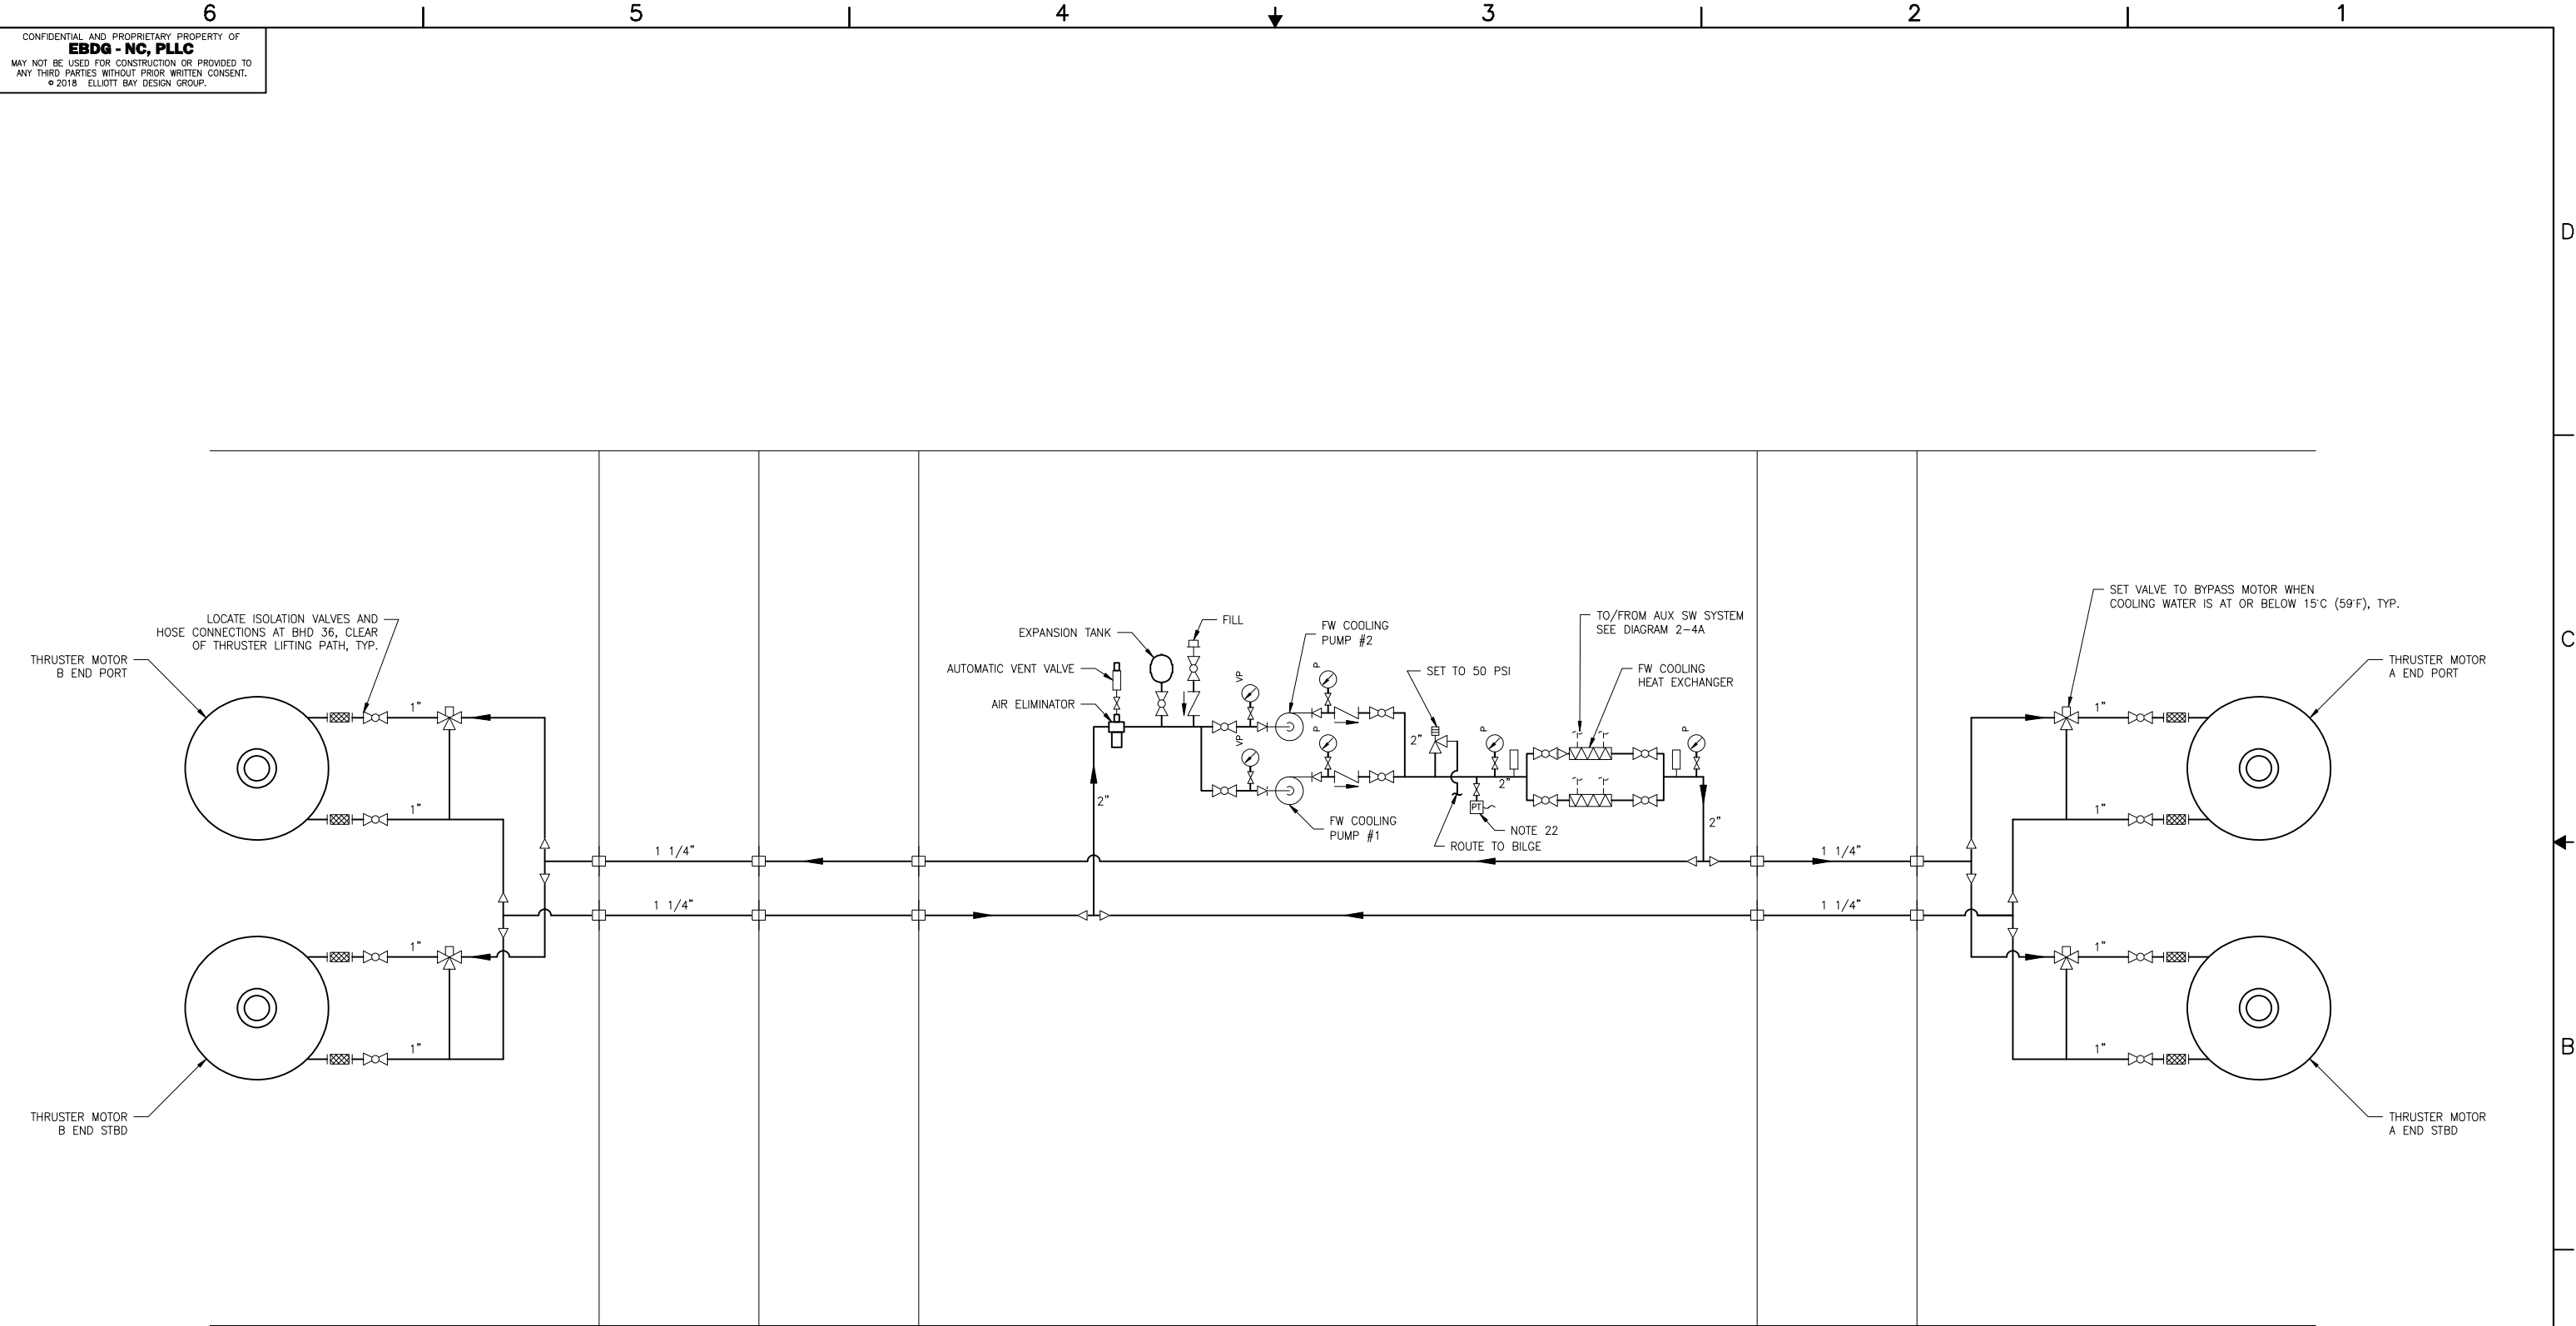 6 5 4 3 2 1
CONFIDENTIAL AND PROPRIETARY PROPERTY OF
EBDG - NC, PLLC
MAY NOT BE USED FOR CONSTRUCTION OR PROVIDED TO
ANY THIRD PARTIES WITHOUT PRIOR WRITTEN CONSENT.
© 2018 ELLIOTT BAY DESIGN GROUP.
D
C
B
LOCATE ISOLATION VALVES AND
HOSE CONNECTIONS AT BHD 36, CLEAR
OF THRUSTER LIFTING PATH, TYP.
THRUSTER MOTOR
B END PORT
1"
1"
1"
1"
THRUSTER MOTOR
B END STBD
1 1/4"
1 1/4"
EXPANSION TANK
AUTOMATIC VENT VALVE
AIR ELIMINATOR
2"
FILL
VP
VP
FW COOLING
PUMP #2
P
P
FW COOLING
PUMP #1
SET TO 50 PSI
2"
P
2"
PT
NOTE 22
ROUTE TO BILGE
TO/FROM AUX SW SYSTEM
SEE DIAGRAM 2-4A
FW COOLING
HEAT EXCHANGER
P
2"
1 1/4"
1 1/4"
SET VALVE TO BYPASS MOTOR WHEN
COOLING WATER IS AT OR BELOW 15°C (59°F), TYP.
THRUSTER MOTOR
A END PORT
1"
1"
1"
1"
THRUSTER MOTOR
A END STBD